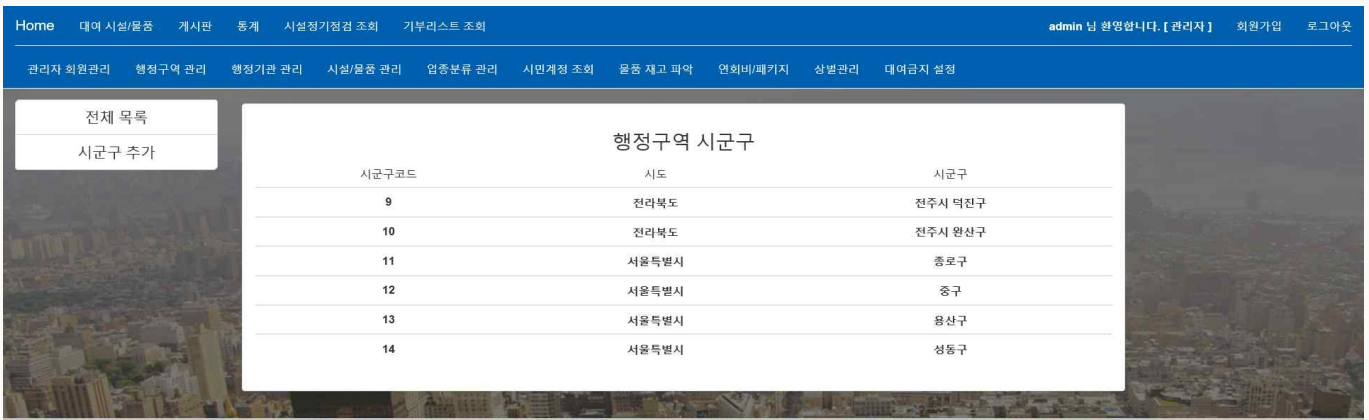 Home 대여 시설/물품 게시판 통계 시설정기점검 조회 기부리스트 조회 admin 님 환영합니다. [ 관리자 ] 회원가입 로그아웃
관리자 회원관리 행정구역 관리 행정기관 관리 시설/물품 관리 업종분류 관리 시민계정 조회 물품 재고 파악 연회비/패키지 상벌관리 대여금지 설정
전체 목록
시군구 추가
행정구역 시군구
시군구코드 시도 시군구
9 전라북도 전주시 덕진구
10 전라북도 전주시 완산구
11 서울특별시 종로구
12 서울특별시 중구
13 서울특별시 용산구
14 서울특별시 성동구